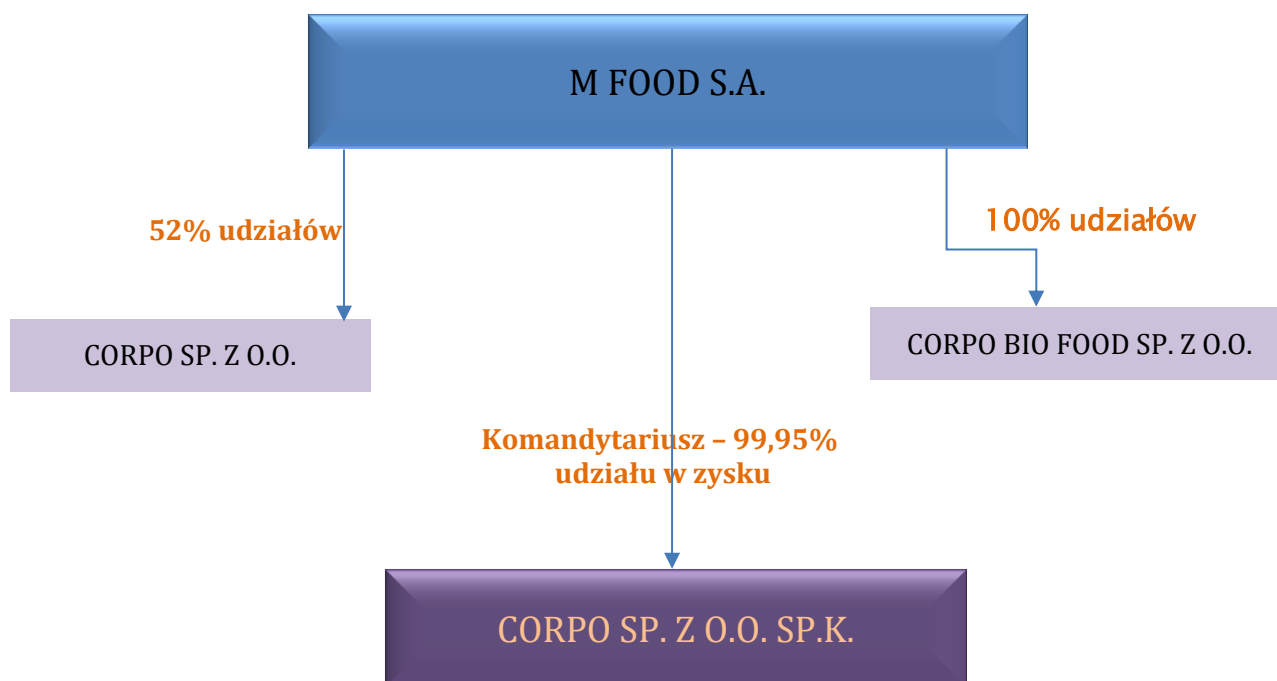 M FOOD S.A.
52% udziałów
100% udziałów
CORPO SP. Z O.O.
CORPO BIO FOOD SP. Z O.O.
Komandytariusz – 99,95%
udziału w zysku
CORPO SP. Z O.O. SP.K.